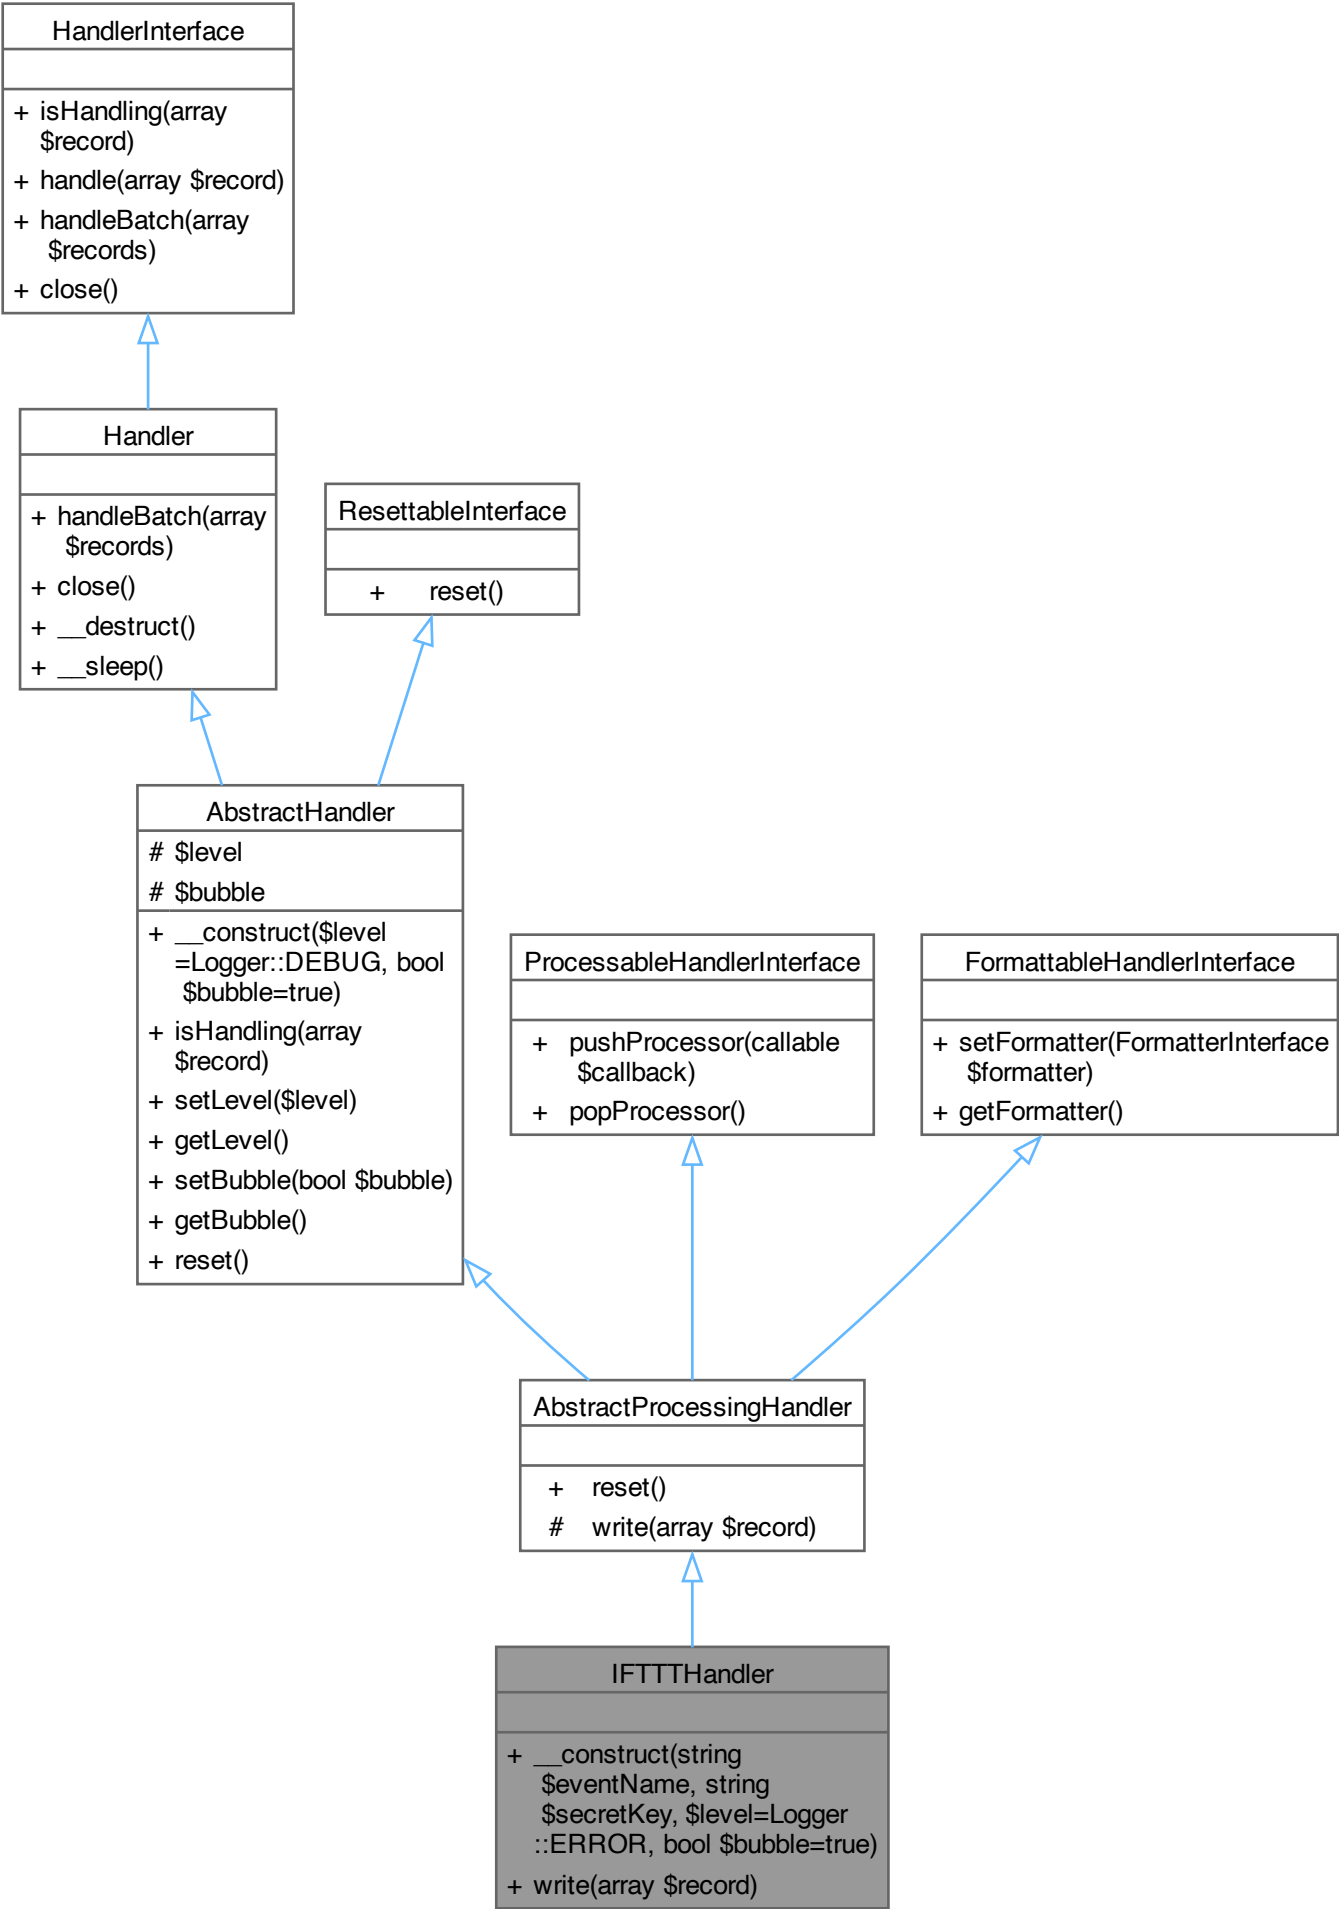 HandlerInterface
+ isHandling(array
$record)
+ handle(array $record)
+ handleBatch(array
$records)
+ close()
Handler
+ handleBatch(array
$records)
+ close()
+ __destruct()
+ __sleep()
ResettableInterface
+ reset()
AbstractHandler
# $level
# $bubble
+ __construct($level
=Logger::DEBUG, bool
$bubble=true)
+ isHandling(array
$record)
+ setLevel($level)
+ getLevel()
+ setBubble(bool $bubble)
+ getBubble()
+ reset()
ProcessableHandlerInterface
+ pushProcessor(callable
$callback)
+ popProcessor()
FormattableHandlerInterface
+ setFormatter(FormatterInterface
$formatter)
+ getFormatter()
AbstractProcessingHandler
+ reset()
# write(array $record)
IFTTTHandler
+ __construct(string
$eventName, string
$secretKey, $level=Logger
::ERROR, bool $bubble=true)
+ write(array $record)